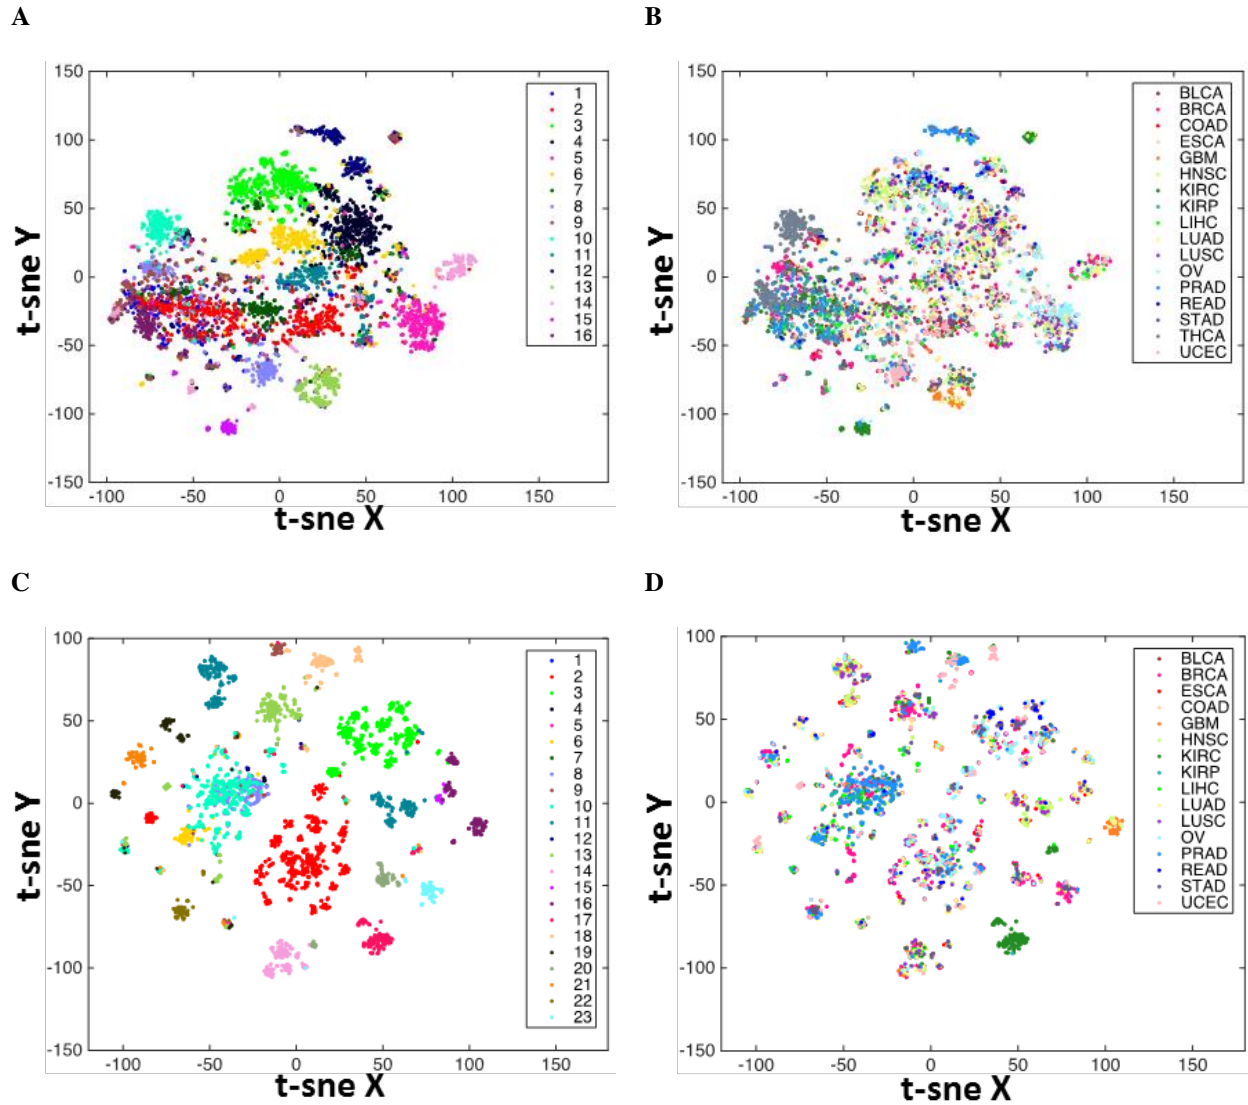 A
B
150
100
50
0
-50
-100
-150
-100
-50
0
50
100
150
t-sne Y
t-sne X
1
2
3
4
5
6
7
8
9
10
11
12
13
14
15
16
150
100
50
0
-50
-100
-150
-100
-50
0
50
100
150
t-sne Y
t-sne X
BLCA
BRCA
COAD
ESCA
GBM
HNSC
KIRC
KIRP
LIHC
LUAD
LUSC
OV
PRAD
READ
STAD
THCA
UCEC
C
D
100
50
0
-50
-100
-150
-100
-50
0
50
100
150
t-sne Y
t-sne X
1
2
3
4
5
6
7
8
9
10
11
12
13
14
15
16
17
18
19
20
21
22
23
100
50
0
-50
-100
-150
-100
-50
0
50
100
150
t-sne Y
t-sne X
BLCA
BRCA
ESCA
COAD
GBM
HNSC
KIRC
KIRP
LIHC
LUAD
LUSC
OV
PRAD
READ
STAD
UCEC